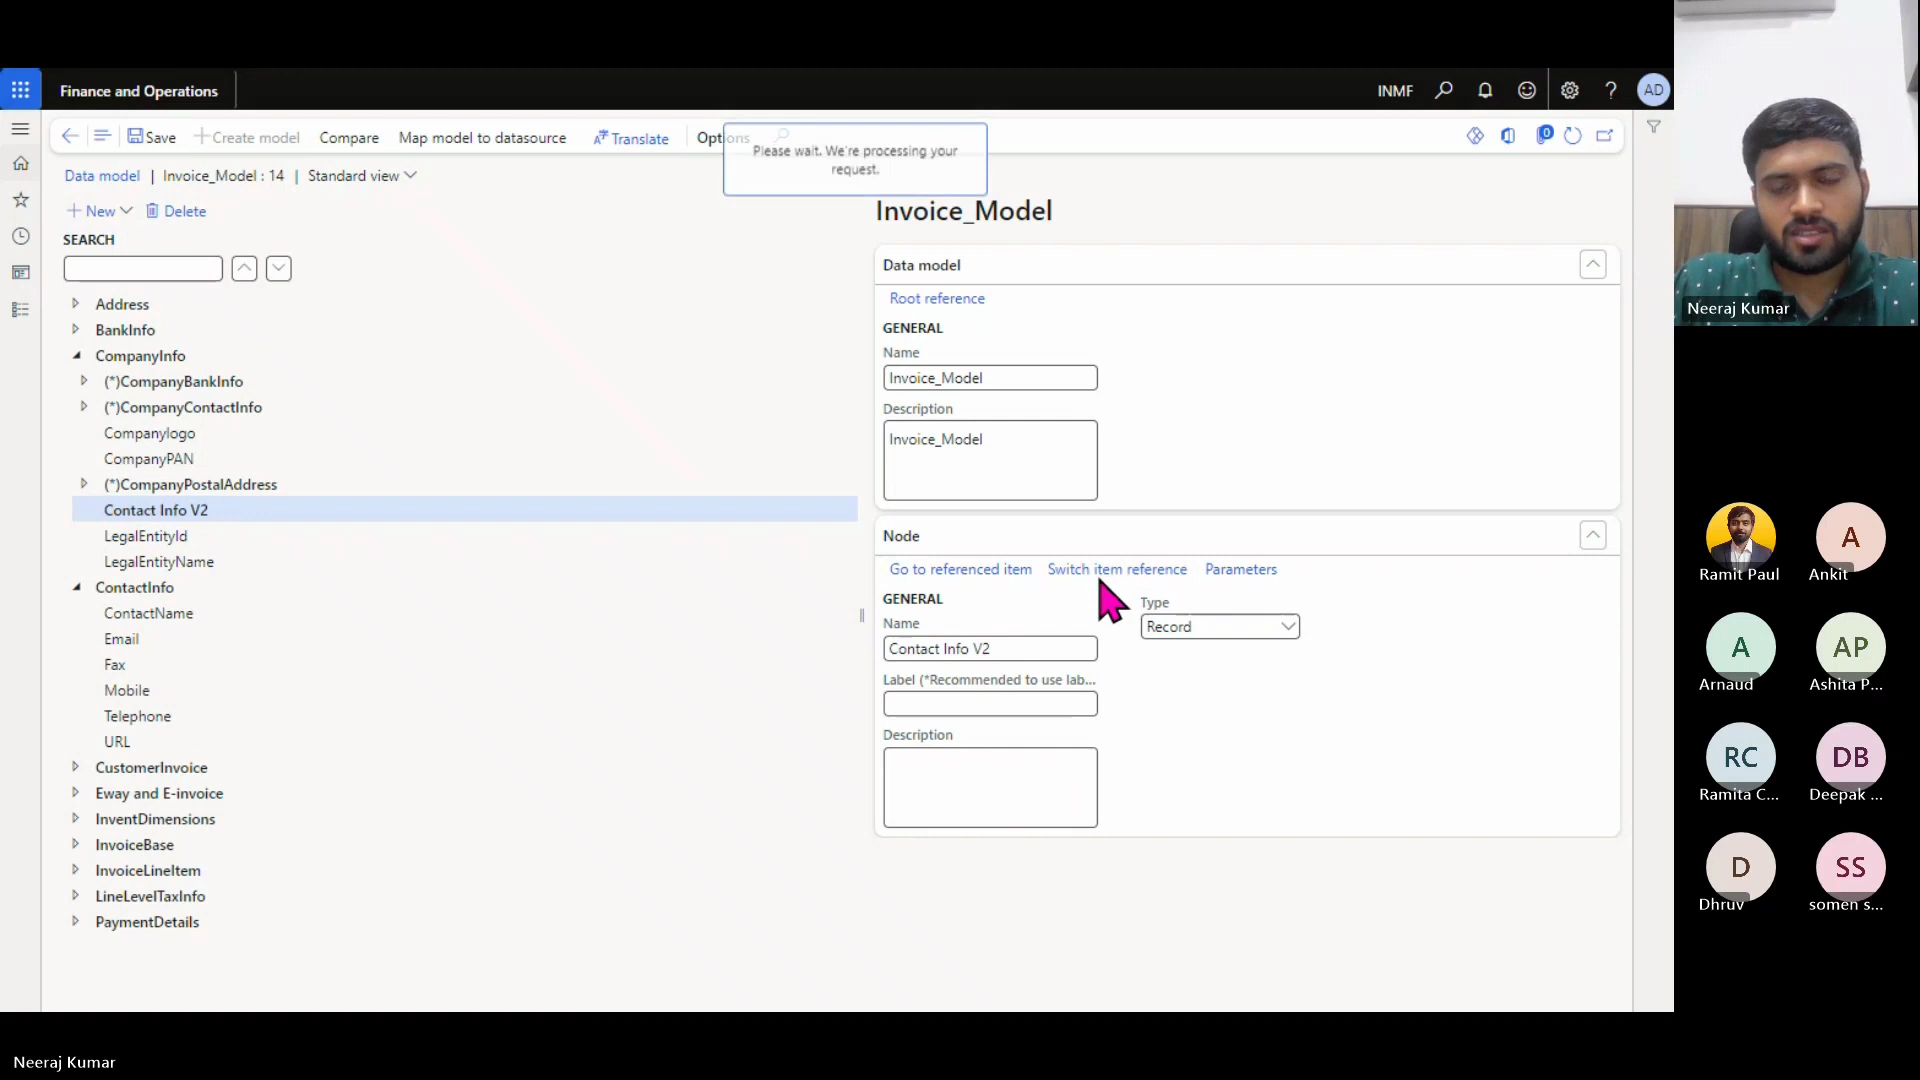 Finance and Operations
INMF
AD
Save
Create model
Compare
Map model to datasource
Translate
Options
0
Please wait. We're processing your
request.
Data model | Invoice_Model : 14 | Standard view
New
Delete
SEARCH
Address
BankInfo
CompanyInfo
(*)CompanyBankInfo
(*)CompanyContactInfo
Companylogo
CompanyPAN
(*)CompanyPostalAddress
Contact Info V2
LegalEntityId
LegalEntityName
ContactInfo
ContactName
Email
Fax
Mobile
Telephone
URL
CustomerInvoice
Eway and E-invoice
InventDimensions
InvoiceBase
InvoiceLineItem
LineLevelTaxInfo
PaymentDetails
Invoice_Model
Data model
Root reference
GENERAL
Name
Invoice_Model
Description
Invoice_Model
Node
Go to referenced item
Switch item reference
Parameters
GENERAL
Name
Contact Info V2
Type
Record
Label (*Recommended to use lab...
Description
Neeraj Kumar
Ramit Paul
A
Ankit
A
Arnaud
AP
Ashita P...
RC
Ramita C...
DB
Deepak ...
D
Dhruv
SS
somen s...
Neeraj Kumar